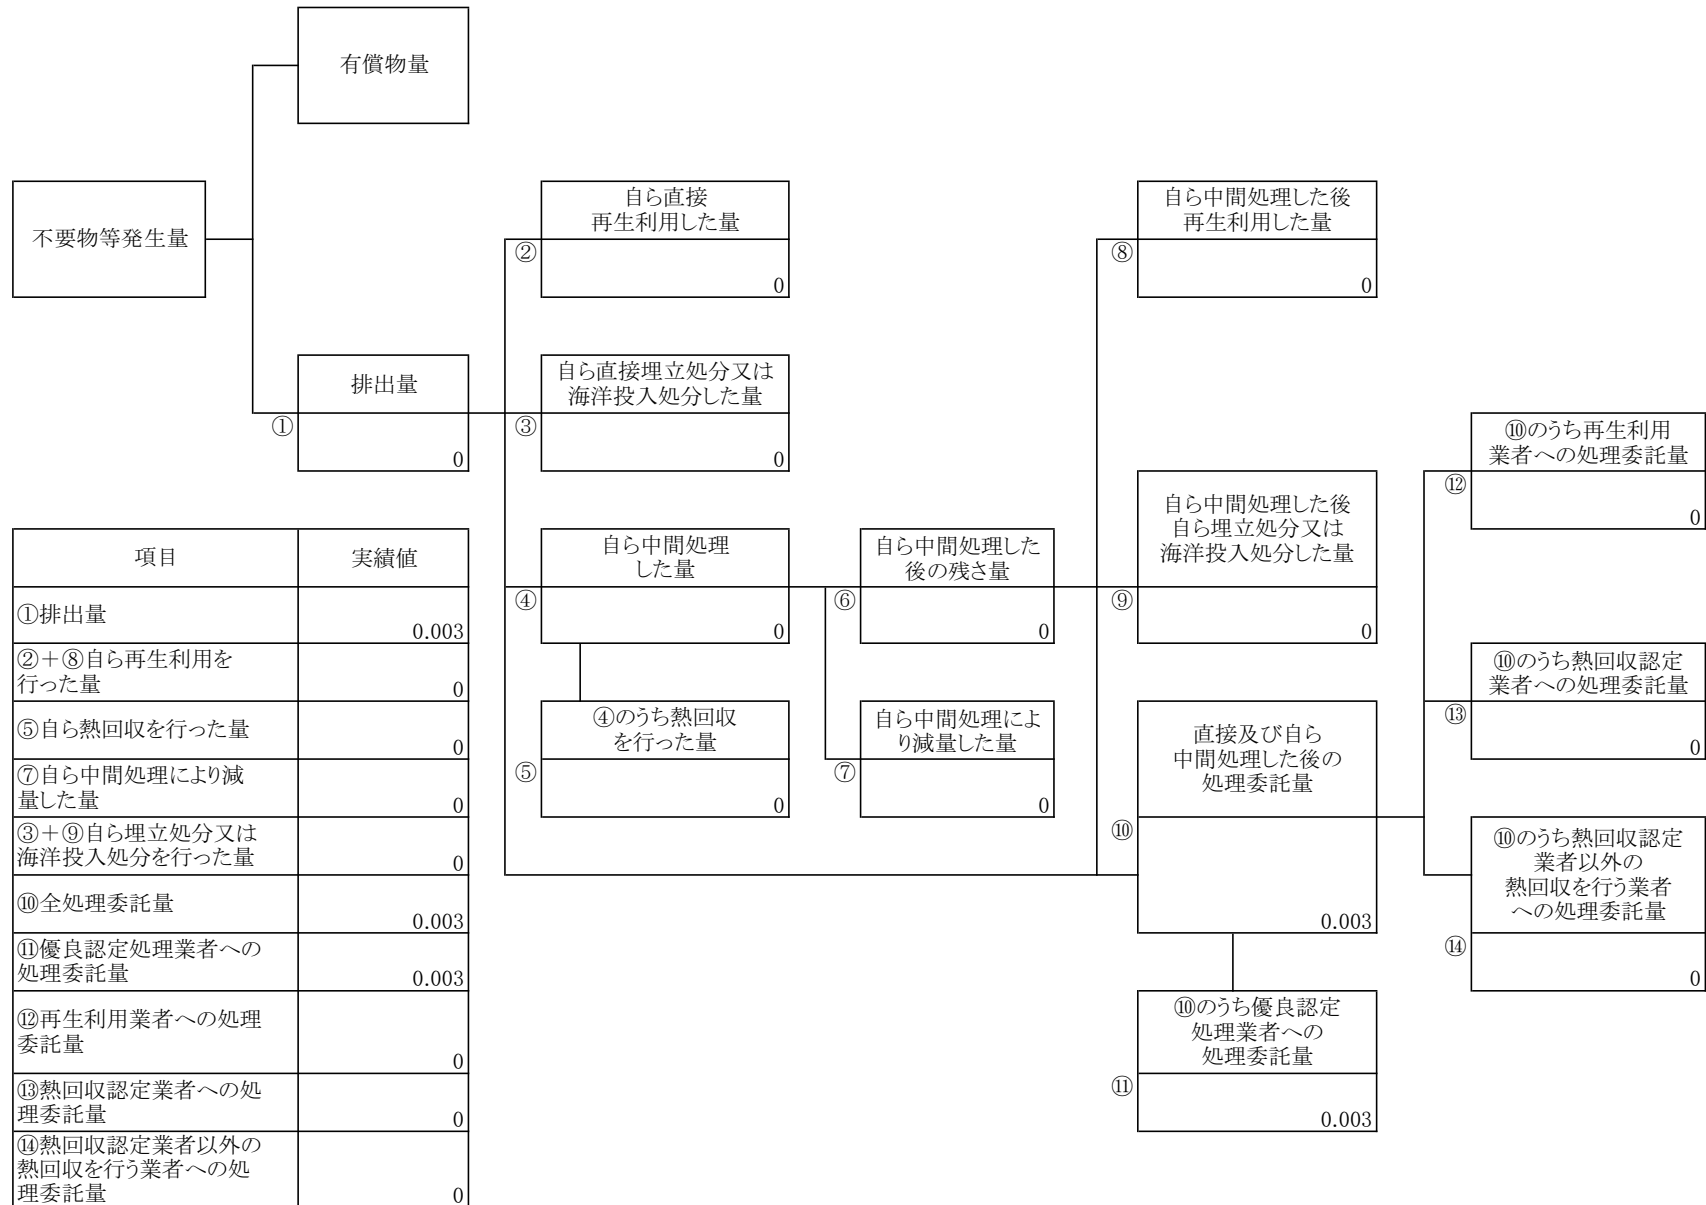 有償物量
不要物等発生量
排出量
①
0
自ら直接
再生利用した量
②
0
自ら直接埋立処分又は
海洋投入処分した量
③
0
自ら中間処理
した量
④
0
④のうち熱回収
を行った量
⑤
0
自ら中間処理した
後の残さ量
⑥
0
自ら中間処理によ
り減量した量
⑦
0
自ら中間処理した後
再生利用した量
⑧
0
自ら中間処理した後
自ら埋立処分又は
海洋投入処分した量
⑨
0
直接及び自ら
中間処理した後の
処理委託量
⑩
0.003
⑩のうち優良認定
処理業者への
処理委託量
⑪
0.003
⑩のうち再生利用
業者への処理委託量
⑫
0
⑩のうち熱回収認定
業者への処理委託量
⑬
0
⑩のうち熱回収認定
業者以外の
熱回収を行う業者
への処理委託量
⑭
0
項目 実績値
①排出量
0.003
②+⑧自ら再生利用を
行った量
0
⑤自ら熱回収を行った量
0
⑦自ら中間処理により減
量した量
0
③+⑨自ら埋立処分又は
海洋投入処分を行った量
0
⑩全処理委託量
0.003
⑪優良認定処理業者への
処理委託量
0.003
⑫再生利用業者への処理
委託量
0
⑬熱回収認定業者への処
理委託量
0
⑭熱回収認定業者以外の
熱回収を行う業者への処
理委託量
0